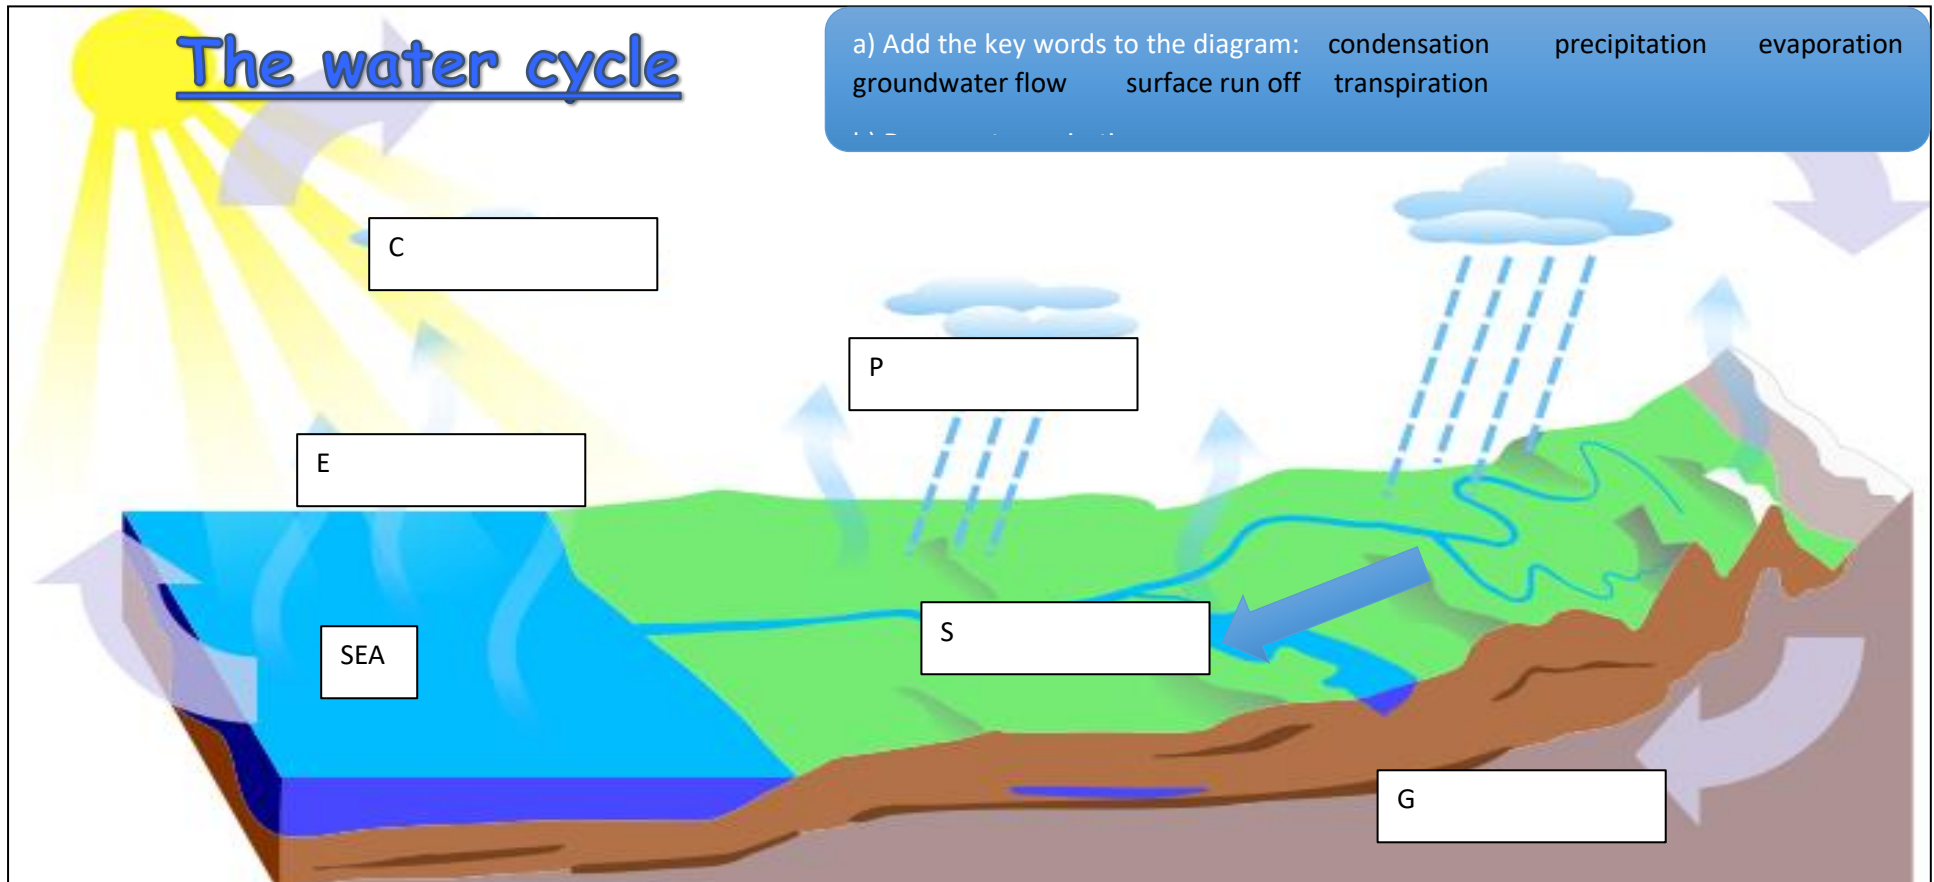 The water cycle
a) Add the key words to the diagram: condensation precipitation evaporation
groundwater flow surface run off transpiration
C
P
E
S
SEA
G